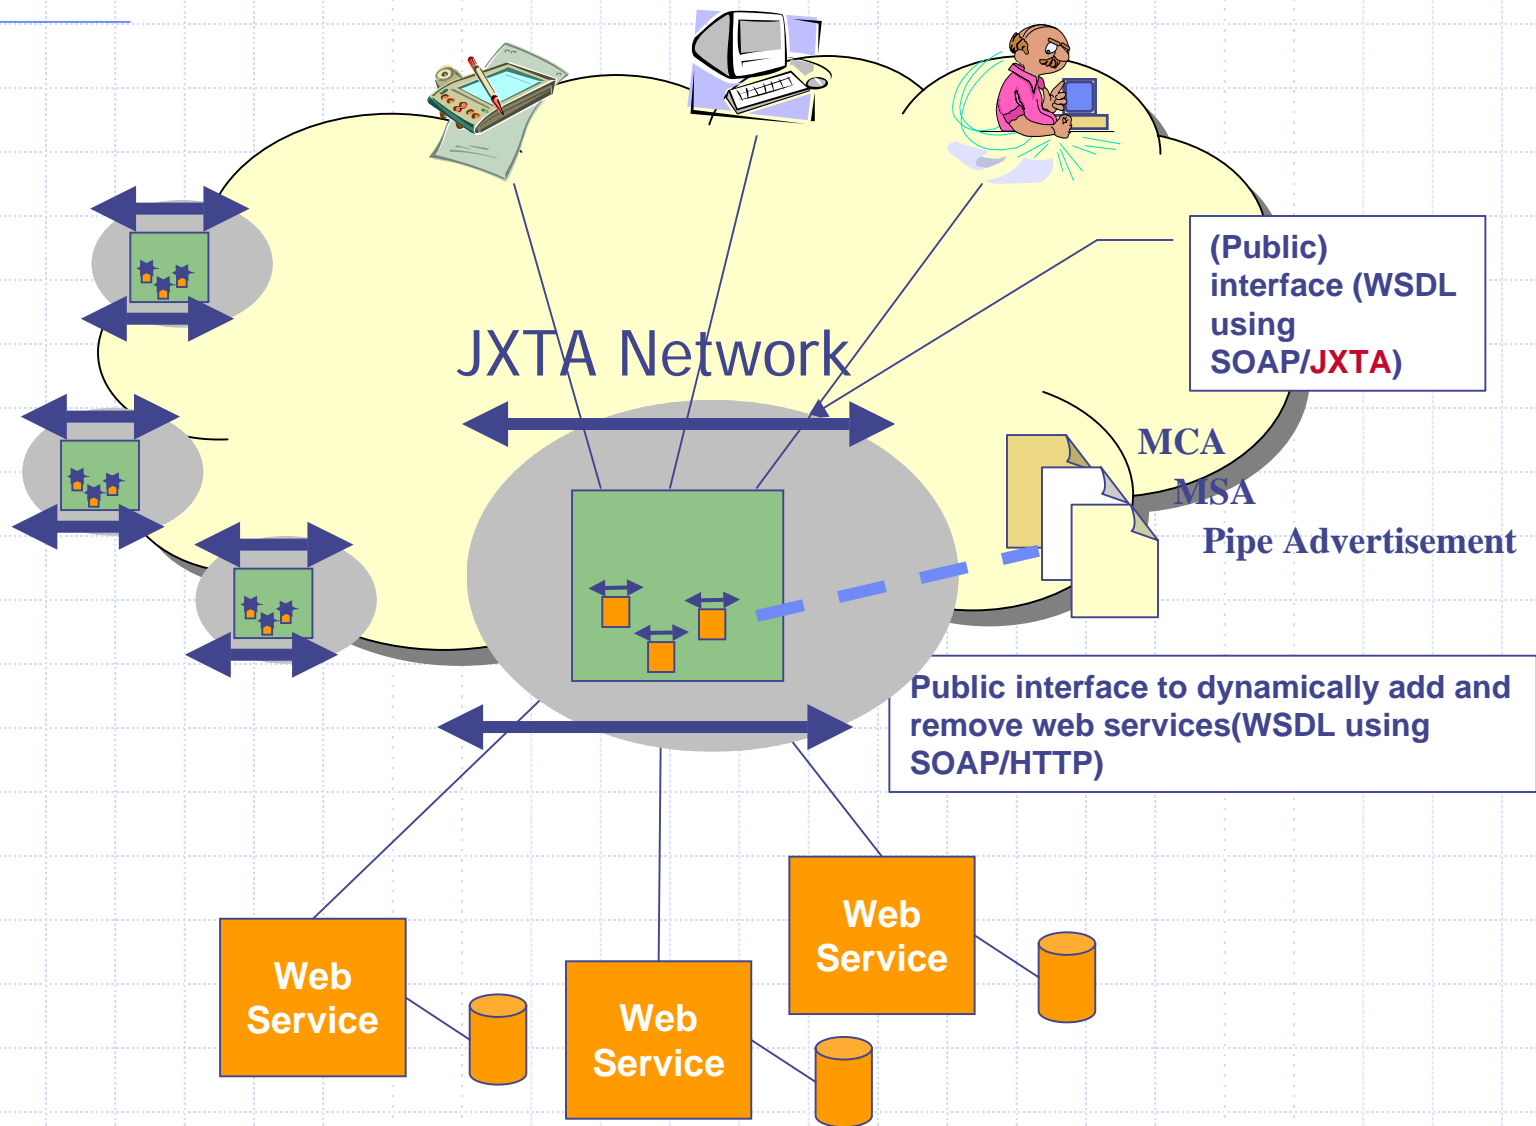 (Public)
interface (WSDL
using
SOAP/JXTA)
JXTA Network
MCA
MSA
Pipe Advertisement
Public interface to dynamically add and
remove web services(WSDL using
SOAP/HTTP)
Web
Service
Web
Service
Web
Service